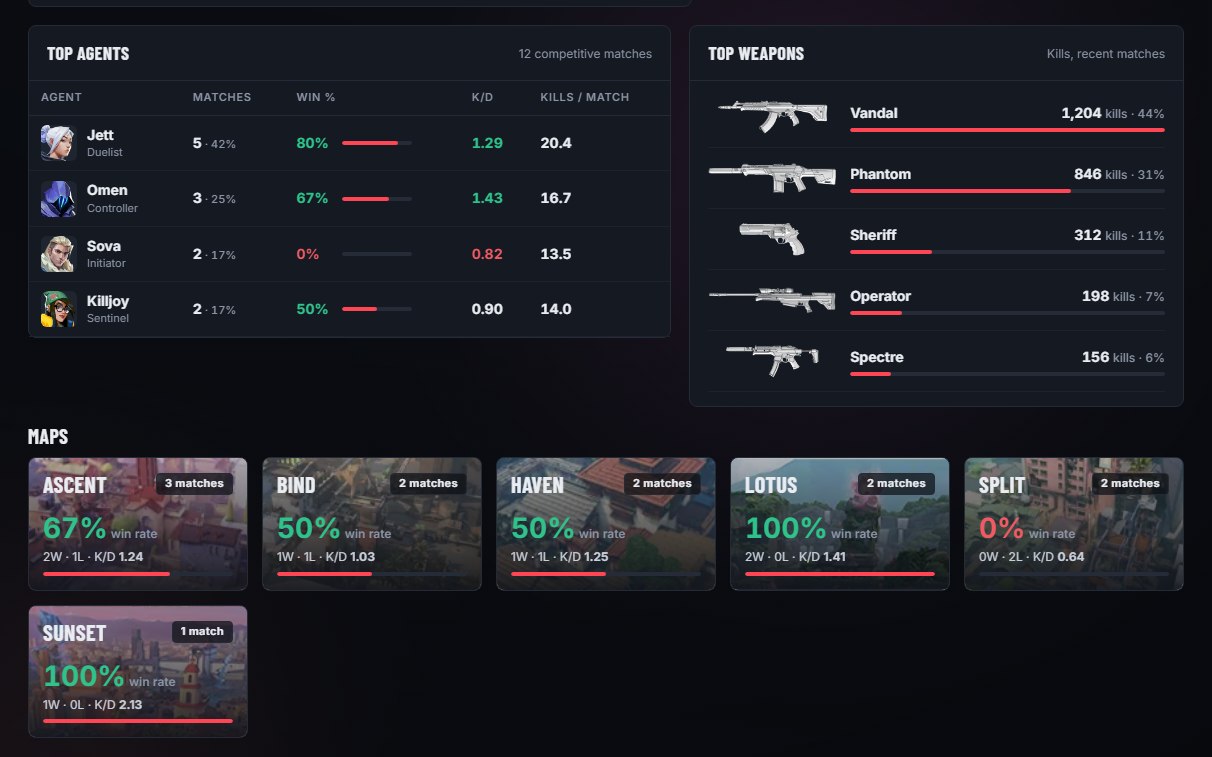 TOP AGENTS
12 competitive matches
AGENT MATCHES WIN % K/D KILLS / MATCH
Jett
Duelist
5 · 42% 80% 1.29 20.4
Omen
Controller
3 · 25% 67% 1.43 16.7
Sova
Initiator
2 · 17% 0% 0.82 13.5
Killjoy
Sentinel
2 · 17% 50% 0.90 14.0
TOP WEAPONS
Kills, recent matches
Vandal 1,204 kills · 44%
Phantom 846 kills · 31%
Sheriff 312 kills · 11%
Operator 198 kills · 7%
Spectre 156 kills · 6%
MAPS
ASCENT 3 matches
67% win rate
2W · 1L · K/D 1.24
BIND 2 matches
50% win rate
1W · 1L · K/D 1.03
HAVEN 2 matches
50% win rate
1W · 1L · K/D 1.25
LOTUS 2 matches
100% win rate
2W · 0L · K/D 1.41
SPLIT 2 matches
0% win rate
0W · 2L · K/D 0.64
SUNSET 1 match
100% win rate
1W · 0L · K/D 2.13